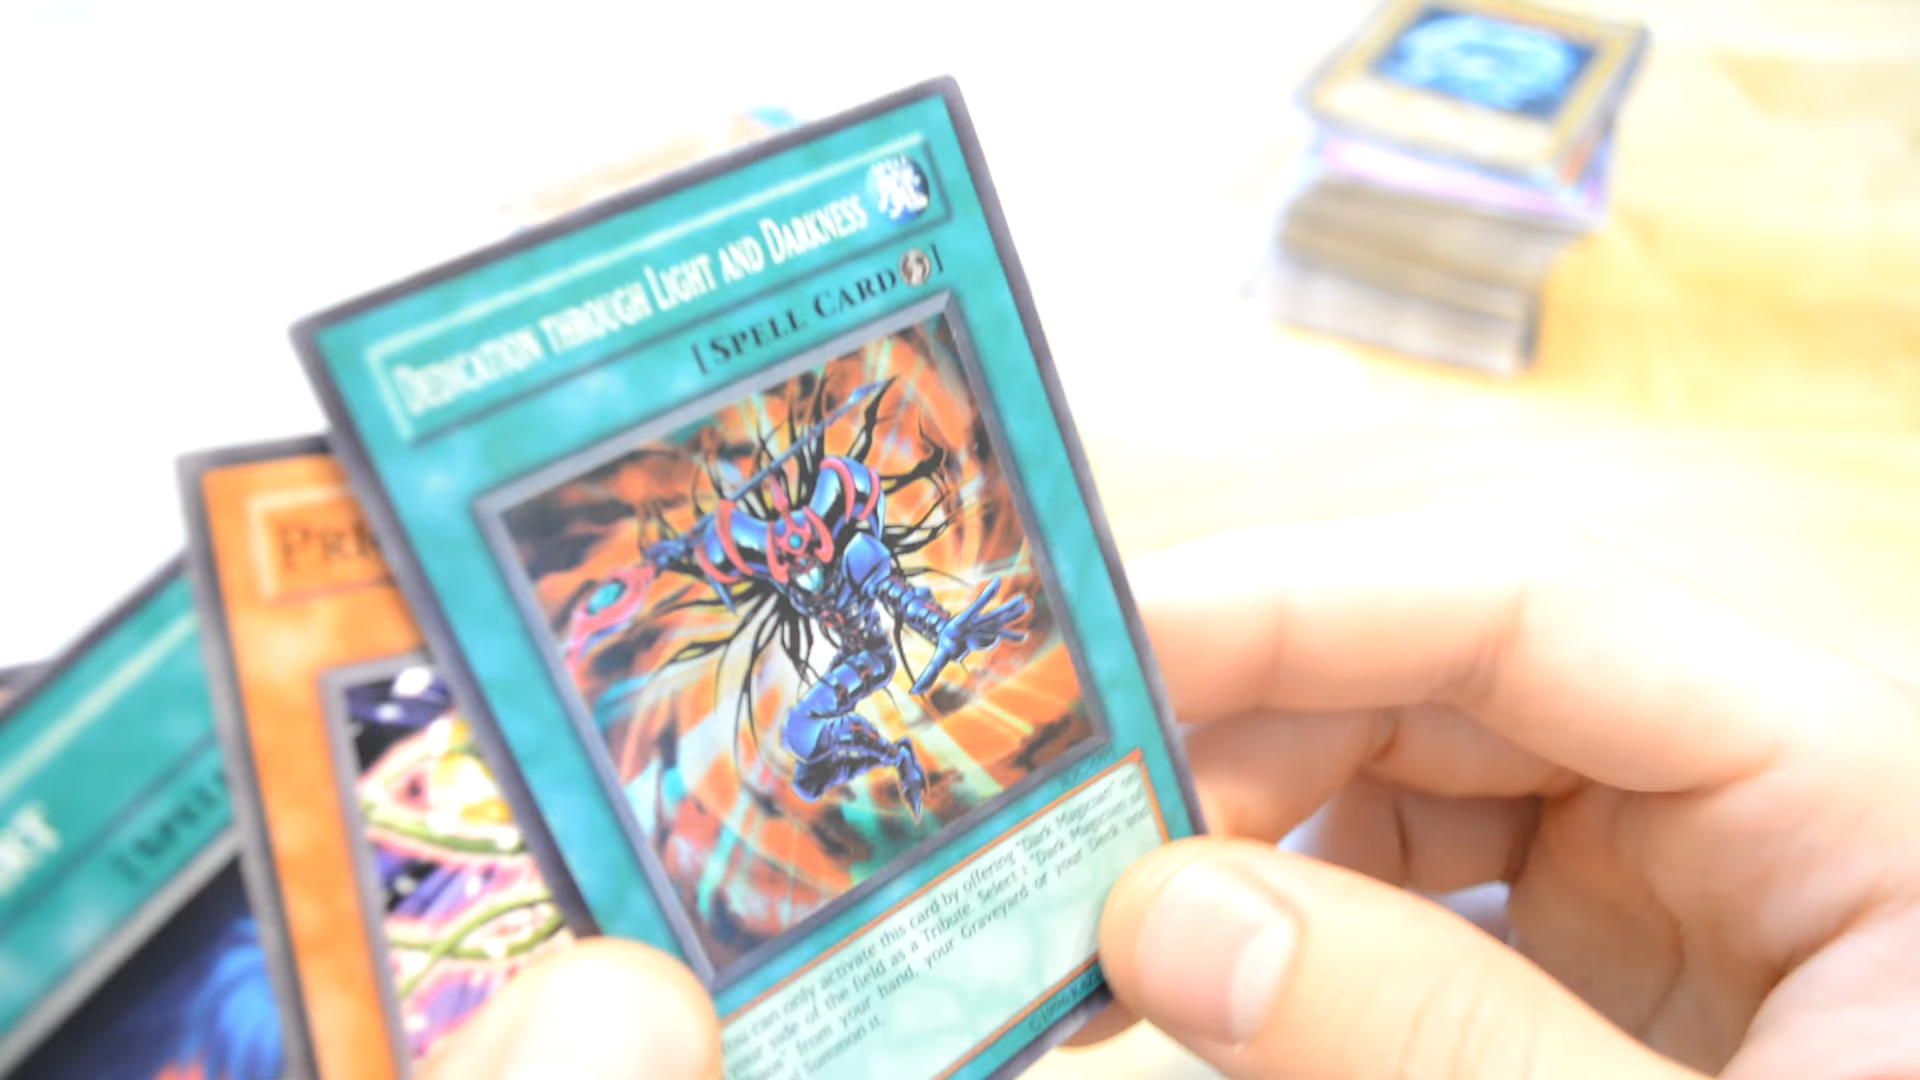 DEDICATION THROUGH LIGHT AND DARKNESS
[SPELL CARD]
You can only activate this card by offering "Dark Magician" on
your side of the field as a Tribute. Select 1 "Dark Magician of
Chaos" from your hand, your Graveyard or your Deck and
Summon it.
PRI
[SPELL